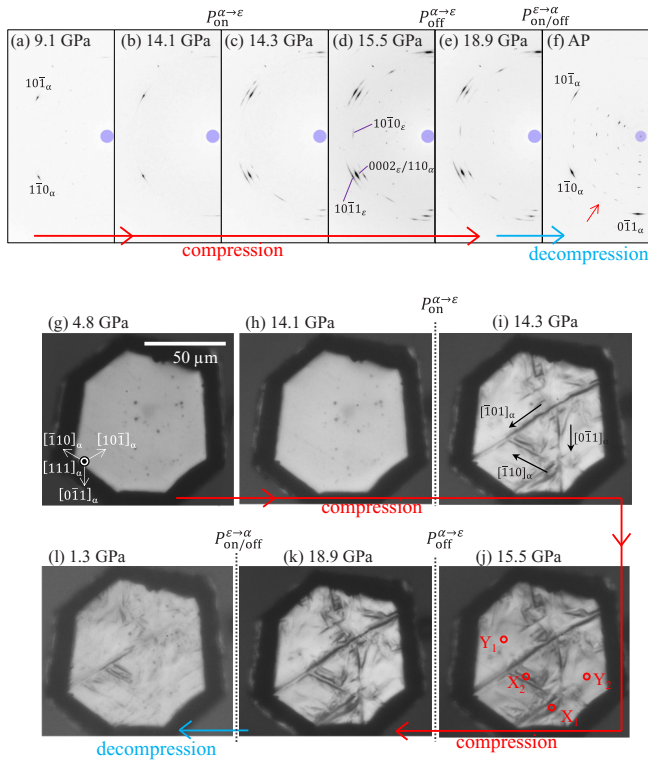 P_on^{α→ε} P_off^{α→ε} P_on/off^{ε→α}
(a) 9.1 GPa (b) 14.1 GPa (c) 14.3 GPa (d) 15.5 GPa (e) 18.9 GPa (f) AP
101̅_α 101̅_α
101̅0_ε
0002_ε/110_α
11̅0_α 11̅0_α
101̅1_ε
01̅1_α
compression decompression
P_on^{α→ε}
(g) 4.8 GPa (h) 14.1 GPa (i) 14.3 GPa
50 µm
[1̅01]_α
[01̅1]_α
[1̅10]_α [101̅]_α
[111]_α
[1̅10]_α
[01̅1]_α
compression
P_on/off^{ε→α} P_off^{α→ε}
(l) 1.3 GPa (k) 18.9 GPa (j) 15.5 GPa
Y₁
X₂ Y₂
X₁
decompression compression